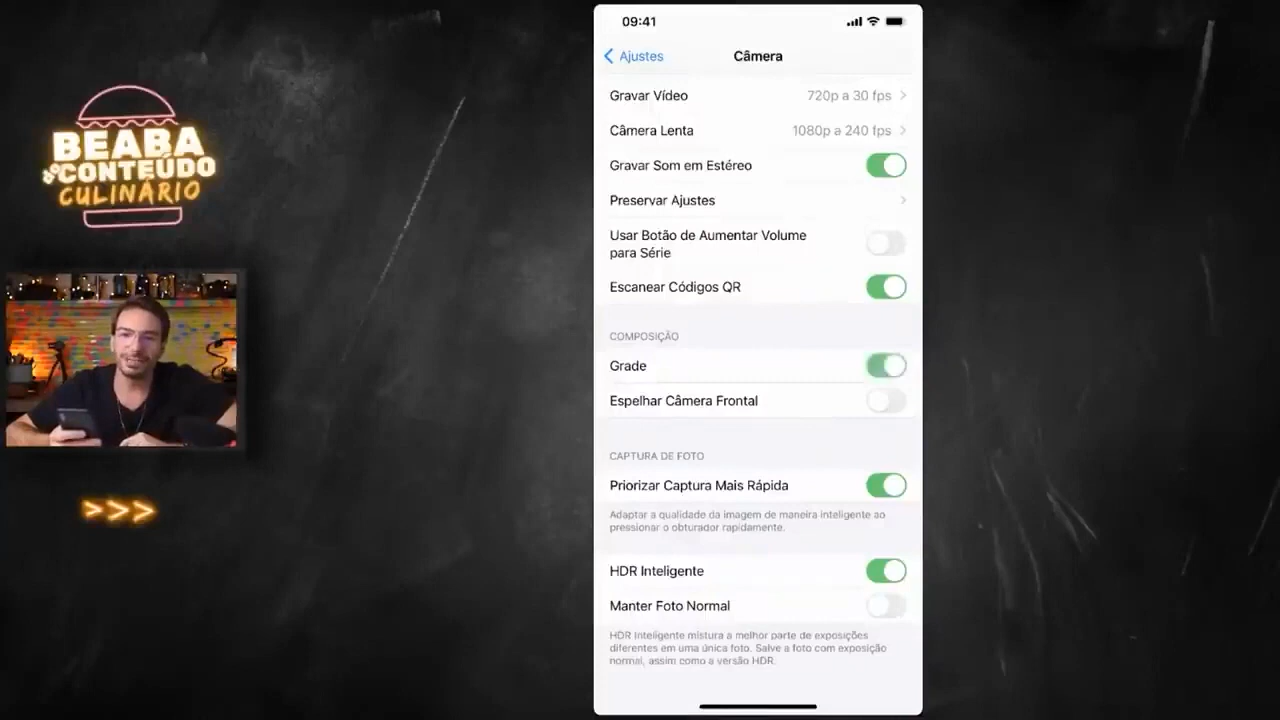 BEABA
DO CONTEÚDO
CULINÁRIO
>>>
09:41
Ajustes
Câmera
Gravar Vídeo
720p a 30 fps
Câmera Lenta
1080p a 240 fps
Gravar Som em Estéreo
Preservar Ajustes
Usar Botão de Aumentar Volume
para Série
Escanear Códigos QR
COMPOSIÇÃO
Grade
Espelhar Câmera Frontal
CAPTURA DE FOTO
Priorizar Captura Mais Rápida
Adaptar a qualidade da imagem de maneira inteligente ao
pressionar o obturador rapidamente.
HDR Inteligente
Manter Foto Normal
HDR Inteligente mistura a melhor parte de exposições
diferentes em uma única foto. Salve a foto com exposição
normal, assim como a versão HDR.